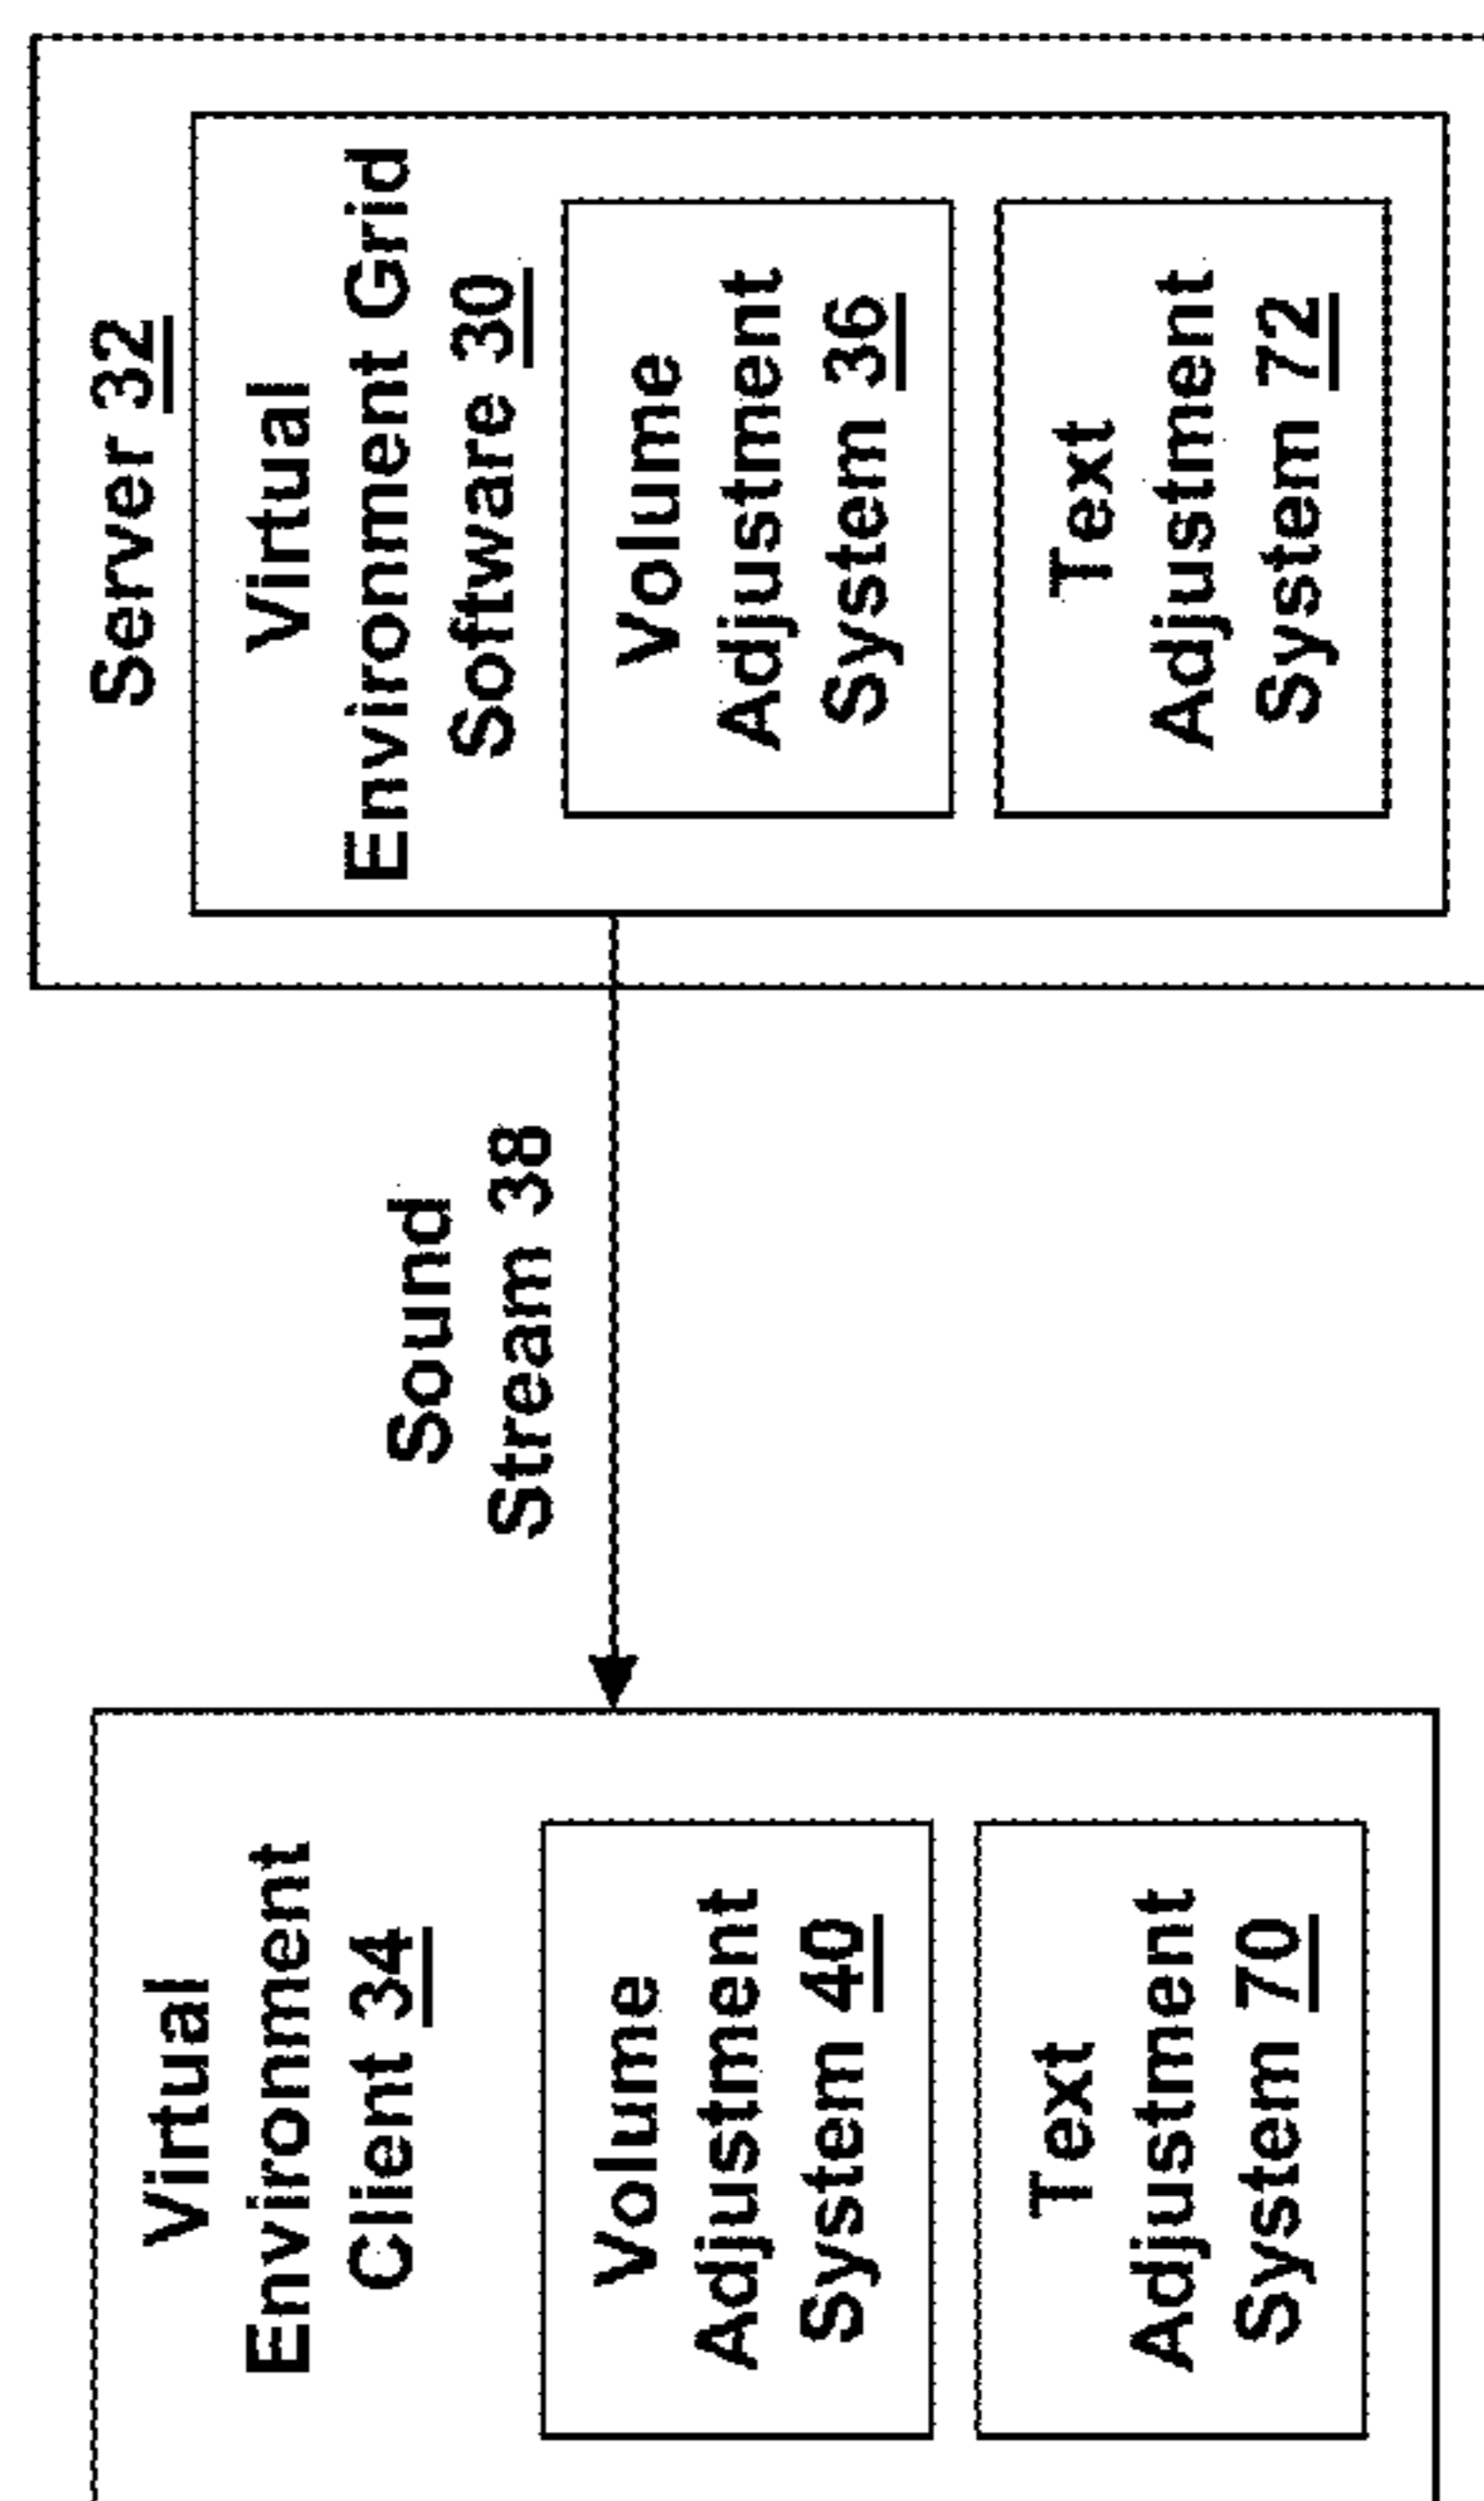 Virtual
Environment
Client 34
Volume
Adjustment
System 40
Text
Adjustment
System 70
Sound
Stream 38
Server 32
Virtual
Environment Grid
Software 30
Volume
Adjustment
System 36
Text
Adjustment
System 72